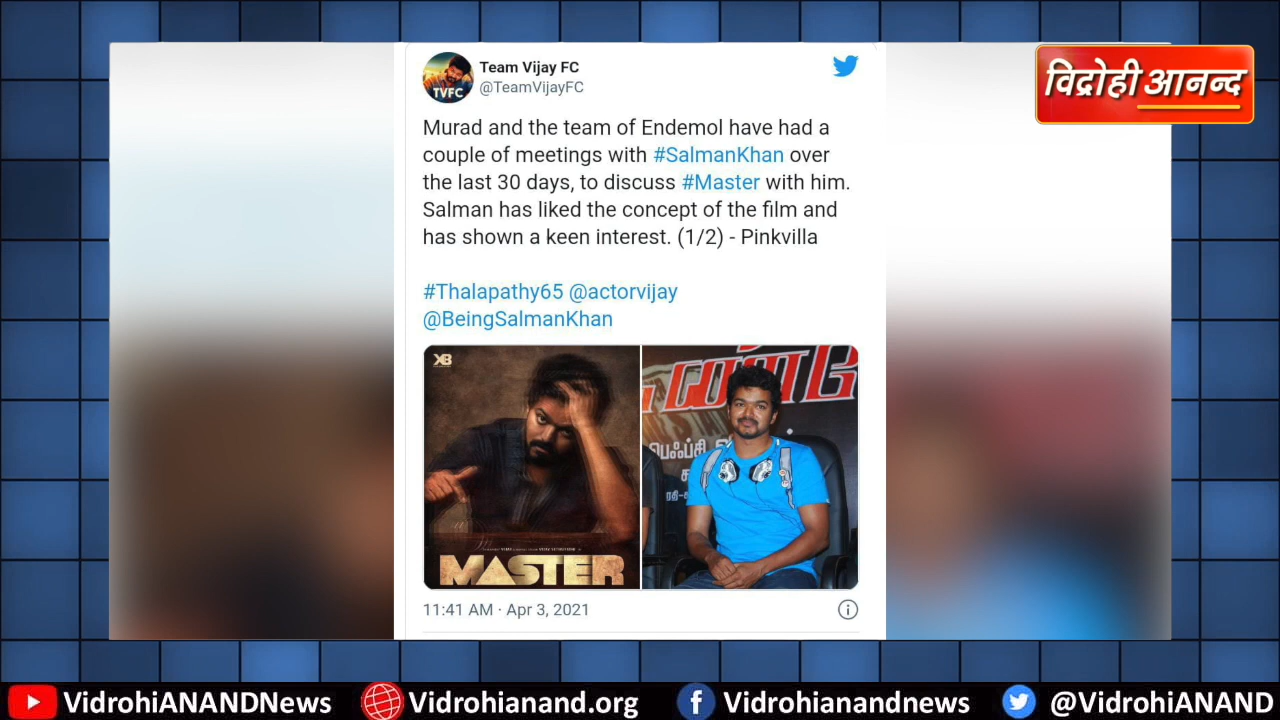 Team Vijay FC
@TeamVijayFC
TVFC
विद्रोही आनन्द
Murad and the team of Endemol have had a
couple of meetings with #SalmanKhan over
the last 30 days, to discuss #Master with him.
Salman has liked the concept of the film and
has shown a keen interest. (1/2) - Pinkvilla
#Thalapathy65 @actorvijay
@BeingSalmanKhan
XB
MASTER
11:41 AM · Apr 3, 2021
VidrohiANANDNews
Vidrohianand.org
Vidrohianandnews
@VidrohiANAND